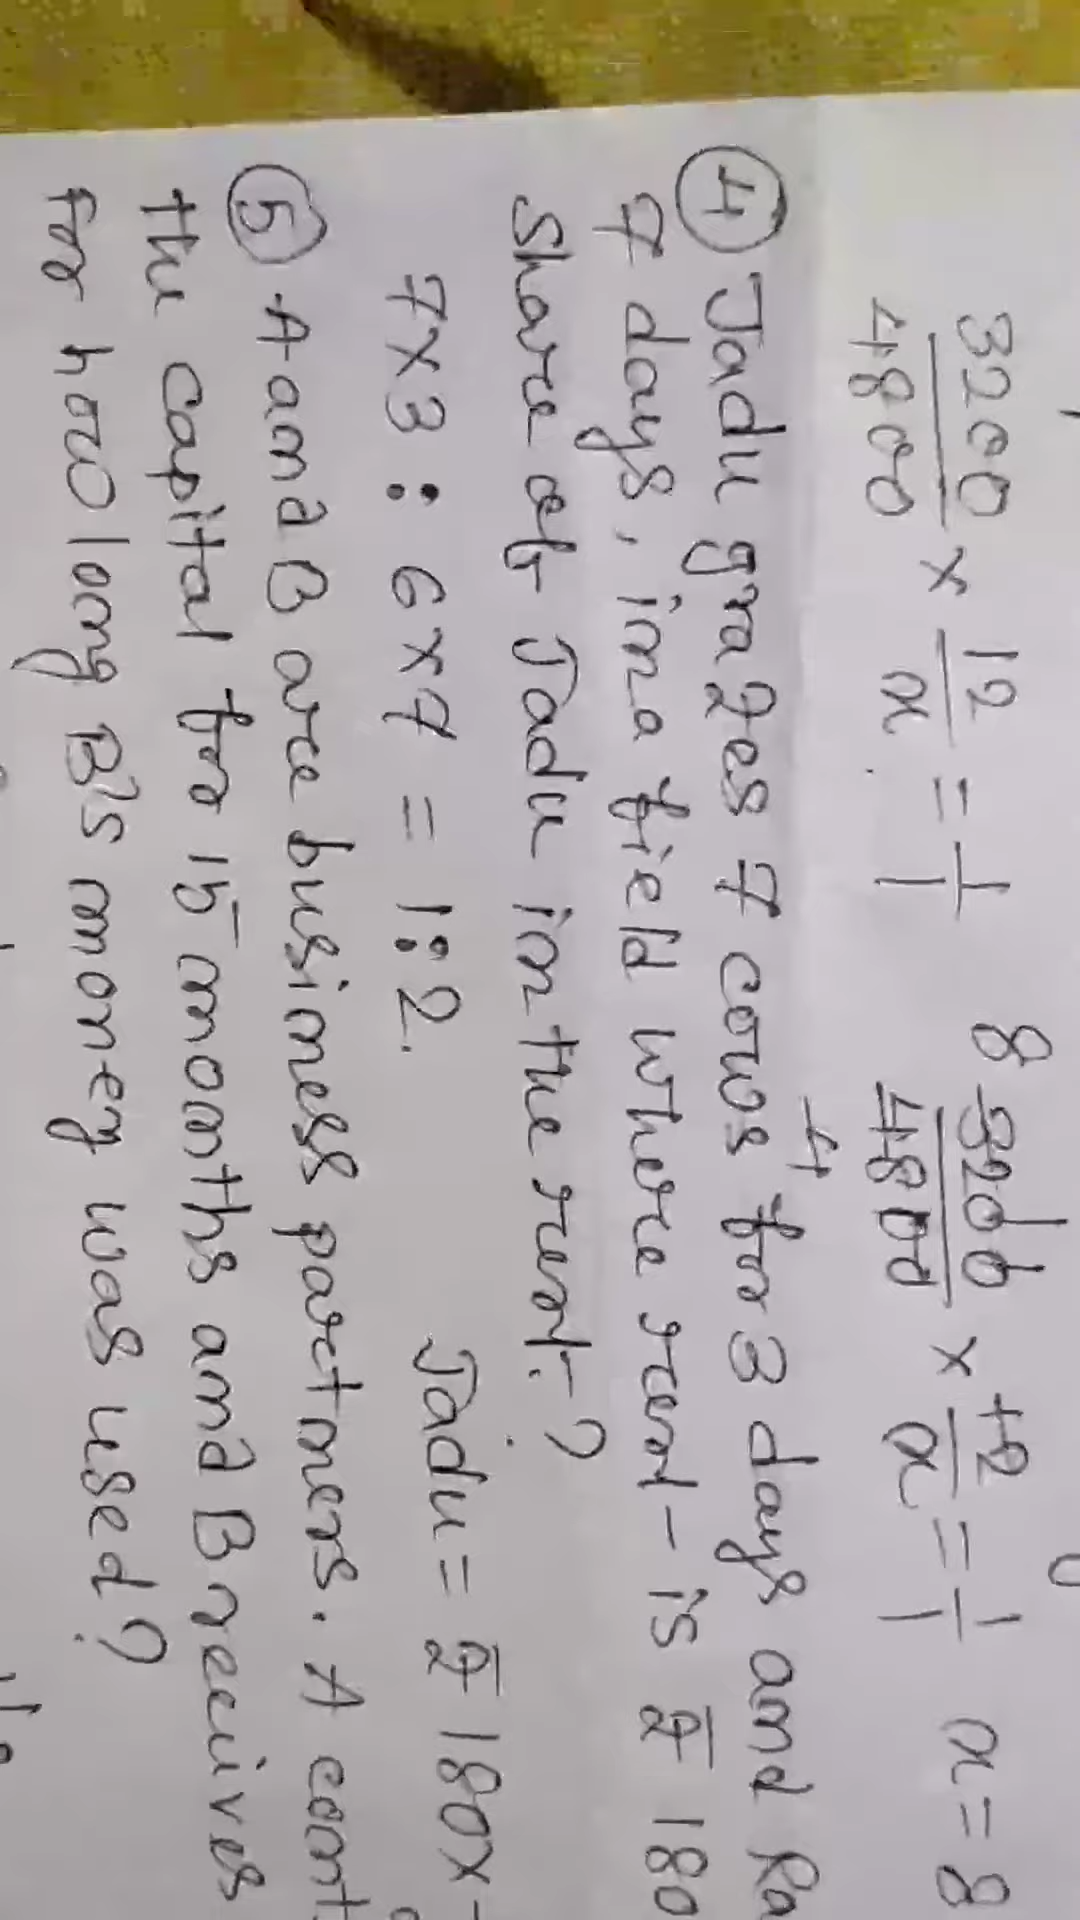 3200/4800 × 12/x = 1/1   8 3200/4800 4 × 12/x = 1/1   x = 8
④ Jadu grazes 7 cows for 3 days and Ra
7 days, in a field where rent is ₹ 180
share of Jadu in the rent?
7×3 : 6×7 = 1:2.   Jadu = ₹ 180×
⑤ A and B are business partners. A cont
the capital for 15 months and B receives
for how long B's money was used?